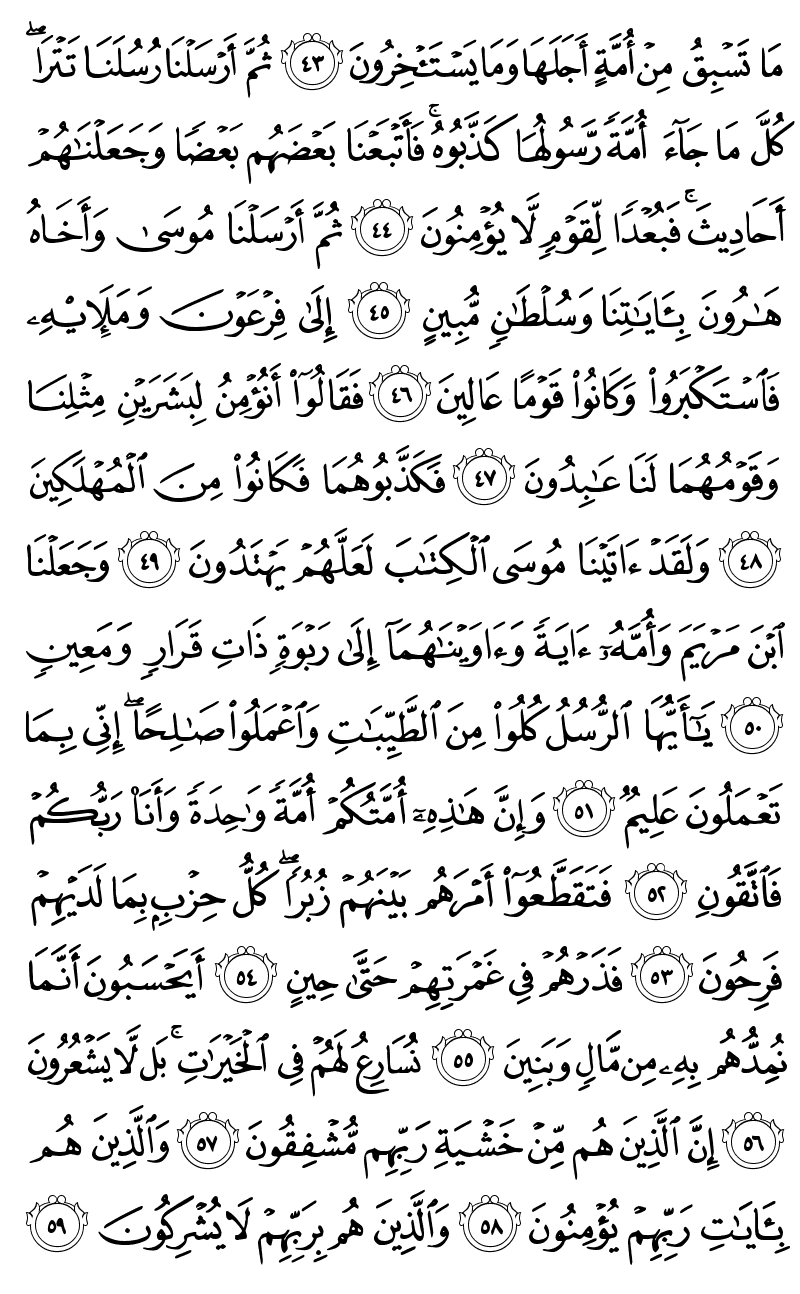 مَا تَسْبِقُ مِنْ أُمَّةٍ أَجَلَهَا وَمَا يَسْتَـْٔخِرُونَ ٤٣ ثُمَّ أَرْسَلْنَا رُسُلَنَا تَتْرَا ۖ
كُلَّ مَا جَآءَ أُمَّةً رَّسُولُهَا كَذَّبُوهُ ۚ فَأَتْبَعْنَا بَعْضَهُم بَعْضًا وَجَعَلْنَـٰهُمْ
أَحَادِيثَ ۚ فَبُعْدًا لِّقَوْمٍ لَّا يُؤْمِنُونَ ٤٤ ثُمَّ أَرْسَلْنَا مُوسَىٰ وَأَخَاهُ
هَـٰرُونَ بِـَٔايَـٰتِنَا وَسُلْطَـٰنٍ مُّبِينٍ ٤٥ إِلَىٰ فِرْعَوْنَ وَمَلَإِي۟هِۦ
فَٱسْتَكْبَرُوا۟ وَكَانُوا۟ قَوْمًا عَالِينَ ٤٦ فَقَالُوٓا۟ أَنُؤْمِنُ لِبَشَرَيْنِ مِثْلِنَا
وَقَوْمُهُمَا لَنَا عَـٰبِدُونَ ٤٧ فَكَذَّبُوهُمَا فَكَانُوا۟ مِنَ ٱلْمُهْلَكِينَ
٤٨ وَلَقَدْ ءَاتَيْنَا مُوسَى ٱلْكِتَـٰبَ لَعَلَّهُمْ يَهْتَدُونَ ٤٩ وَجَعَلْنَا
ٱبْنَ مَرْيَمَ وَأُمَّهُۥٓ ءَايَةً وَءَاوَيْنَـٰهُمَآ إِلَىٰ رَبْوَةٍ ذَاتِ قَرَارٍ وَمَعِينٍ
٥٠ يَـٰٓأَيُّهَا ٱلرُّسُلُ كُلُوا۟ مِنَ ٱلطَّيِّبَـٰتِ وَٱعْمَلُوا۟ صَـٰلِحًا ۖ إِنِّى بِمَا
تَعْمَلُونَ عَلِيمٌ ٥١ وَإِنَّ هَـٰذِهِۦٓ أُمَّتُكُمْ أُمَّةً وَٰحِدَةً وَأَنَا۠ رَبُّكُمْ
فَٱتَّقُونِ ٥٢ فَتَقَطَّعُوٓا۟ أَمْرَهُم بَيْنَهُمْ زُبُرًا ۖ كُلُّ حِزْبٍۭ بِمَا لَدَيْهِمْ
فَرِحُونَ ٥٣ فَذَرْهُمْ فِى غَمْرَتِهِمْ حَتَّىٰ حِينٍ ٥٤ أَيَحْسَبُونَ أَنَّمَا
نُمِدُّهُم بِهِۦ مِن مَّالٍ وَبَنِينَ ٥٥ نُسَارِعُ لَهُمْ فِى ٱلْخَيْرَٰتِ ۚ بَل لَّا يَشْعُرُونَ
٥٦ إِنَّ ٱلَّذِينَ هُم مِّنْ خَشْيَةِ رَبِّهِم مُّشْفِقُونَ ٥٧ وَٱلَّذِينَ هُم
بِـَٔايَـٰتِ رَبِّهِمْ يُؤْمِنُونَ ٥٨ وَٱلَّذِينَ هُم بِرَبِّهِمْ لَا يُشْرِكُونَ ٥٩